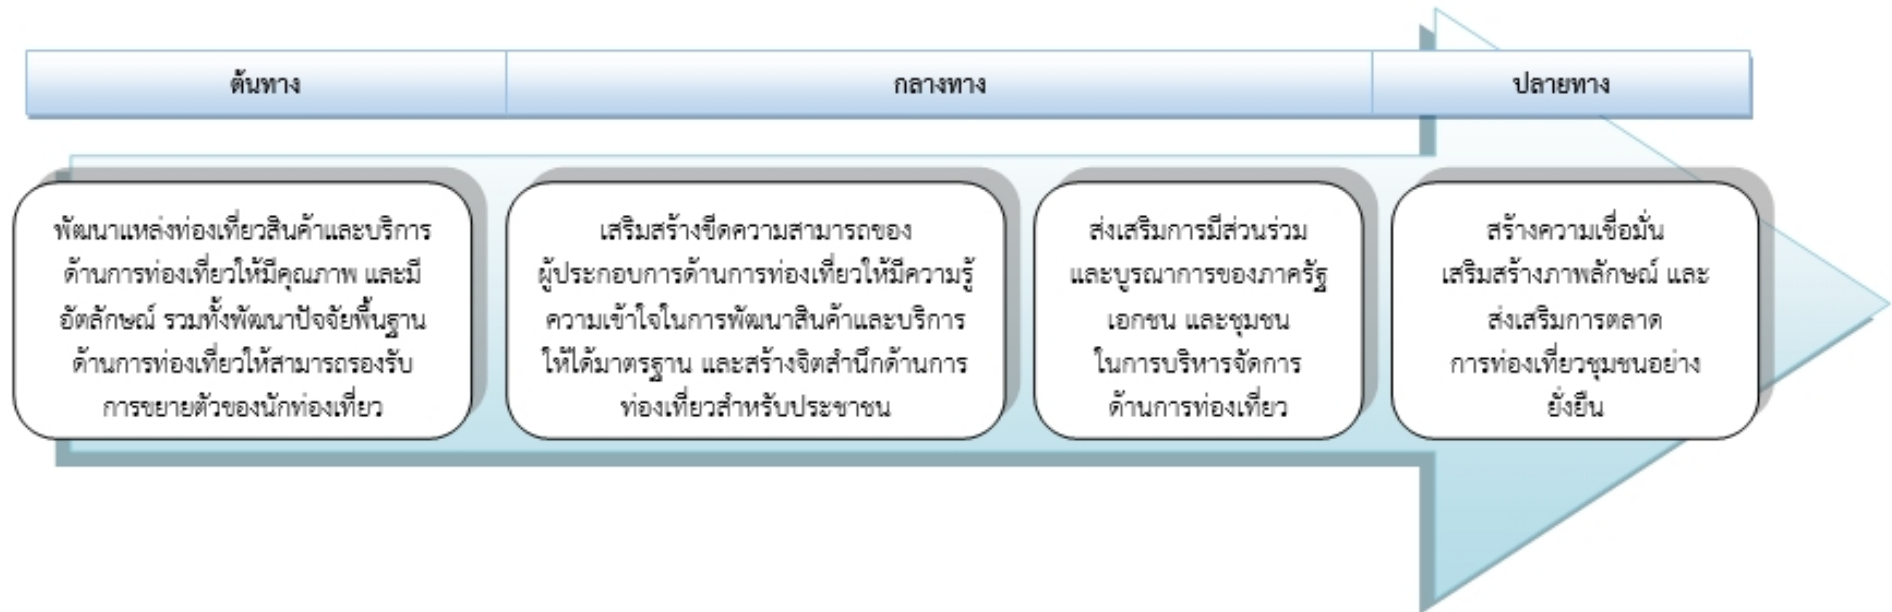 ต้นทาง
กลางทาง
ปลายทาง
พัฒนาแหล่งท่องเที่ยวสินค้าและบริการ
ด้านการท่องเที่ยวให้มีคุณภาพ และมี
อัตลักษณ์ รวมทั้งพัฒนาปัจจัยพื้นฐาน
ด้านการท่องเที่ยวให้สามารถรองรับ
การขยายตัวของนักท่องเที่ยว
เสริมสร้างขีดความสามารถของ
ผู้ประกอบการด้านการท่องเที่ยวให้มีความรู้
ความเข้าใจในการพัฒนาสินค้าและบริการ
ให้ได้มาตรฐาน และสร้างจิตสำนึกด้านการ
ท่องเที่ยวสำหรับประชาชน
ส่งเสริมการมีส่วนร่วม
และบูรณาการของภาครัฐ
เอกชน และชุมชน
ในการบริหารจัดการ
ด้านการท่องเที่ยว
สร้างความเชื่อมั่น
เสริมสร้างภาพลักษณ์ และ
ส่งเสริมการตลาด
การท่องเที่ยวชุมชนอย่าง
ยั่งยืน